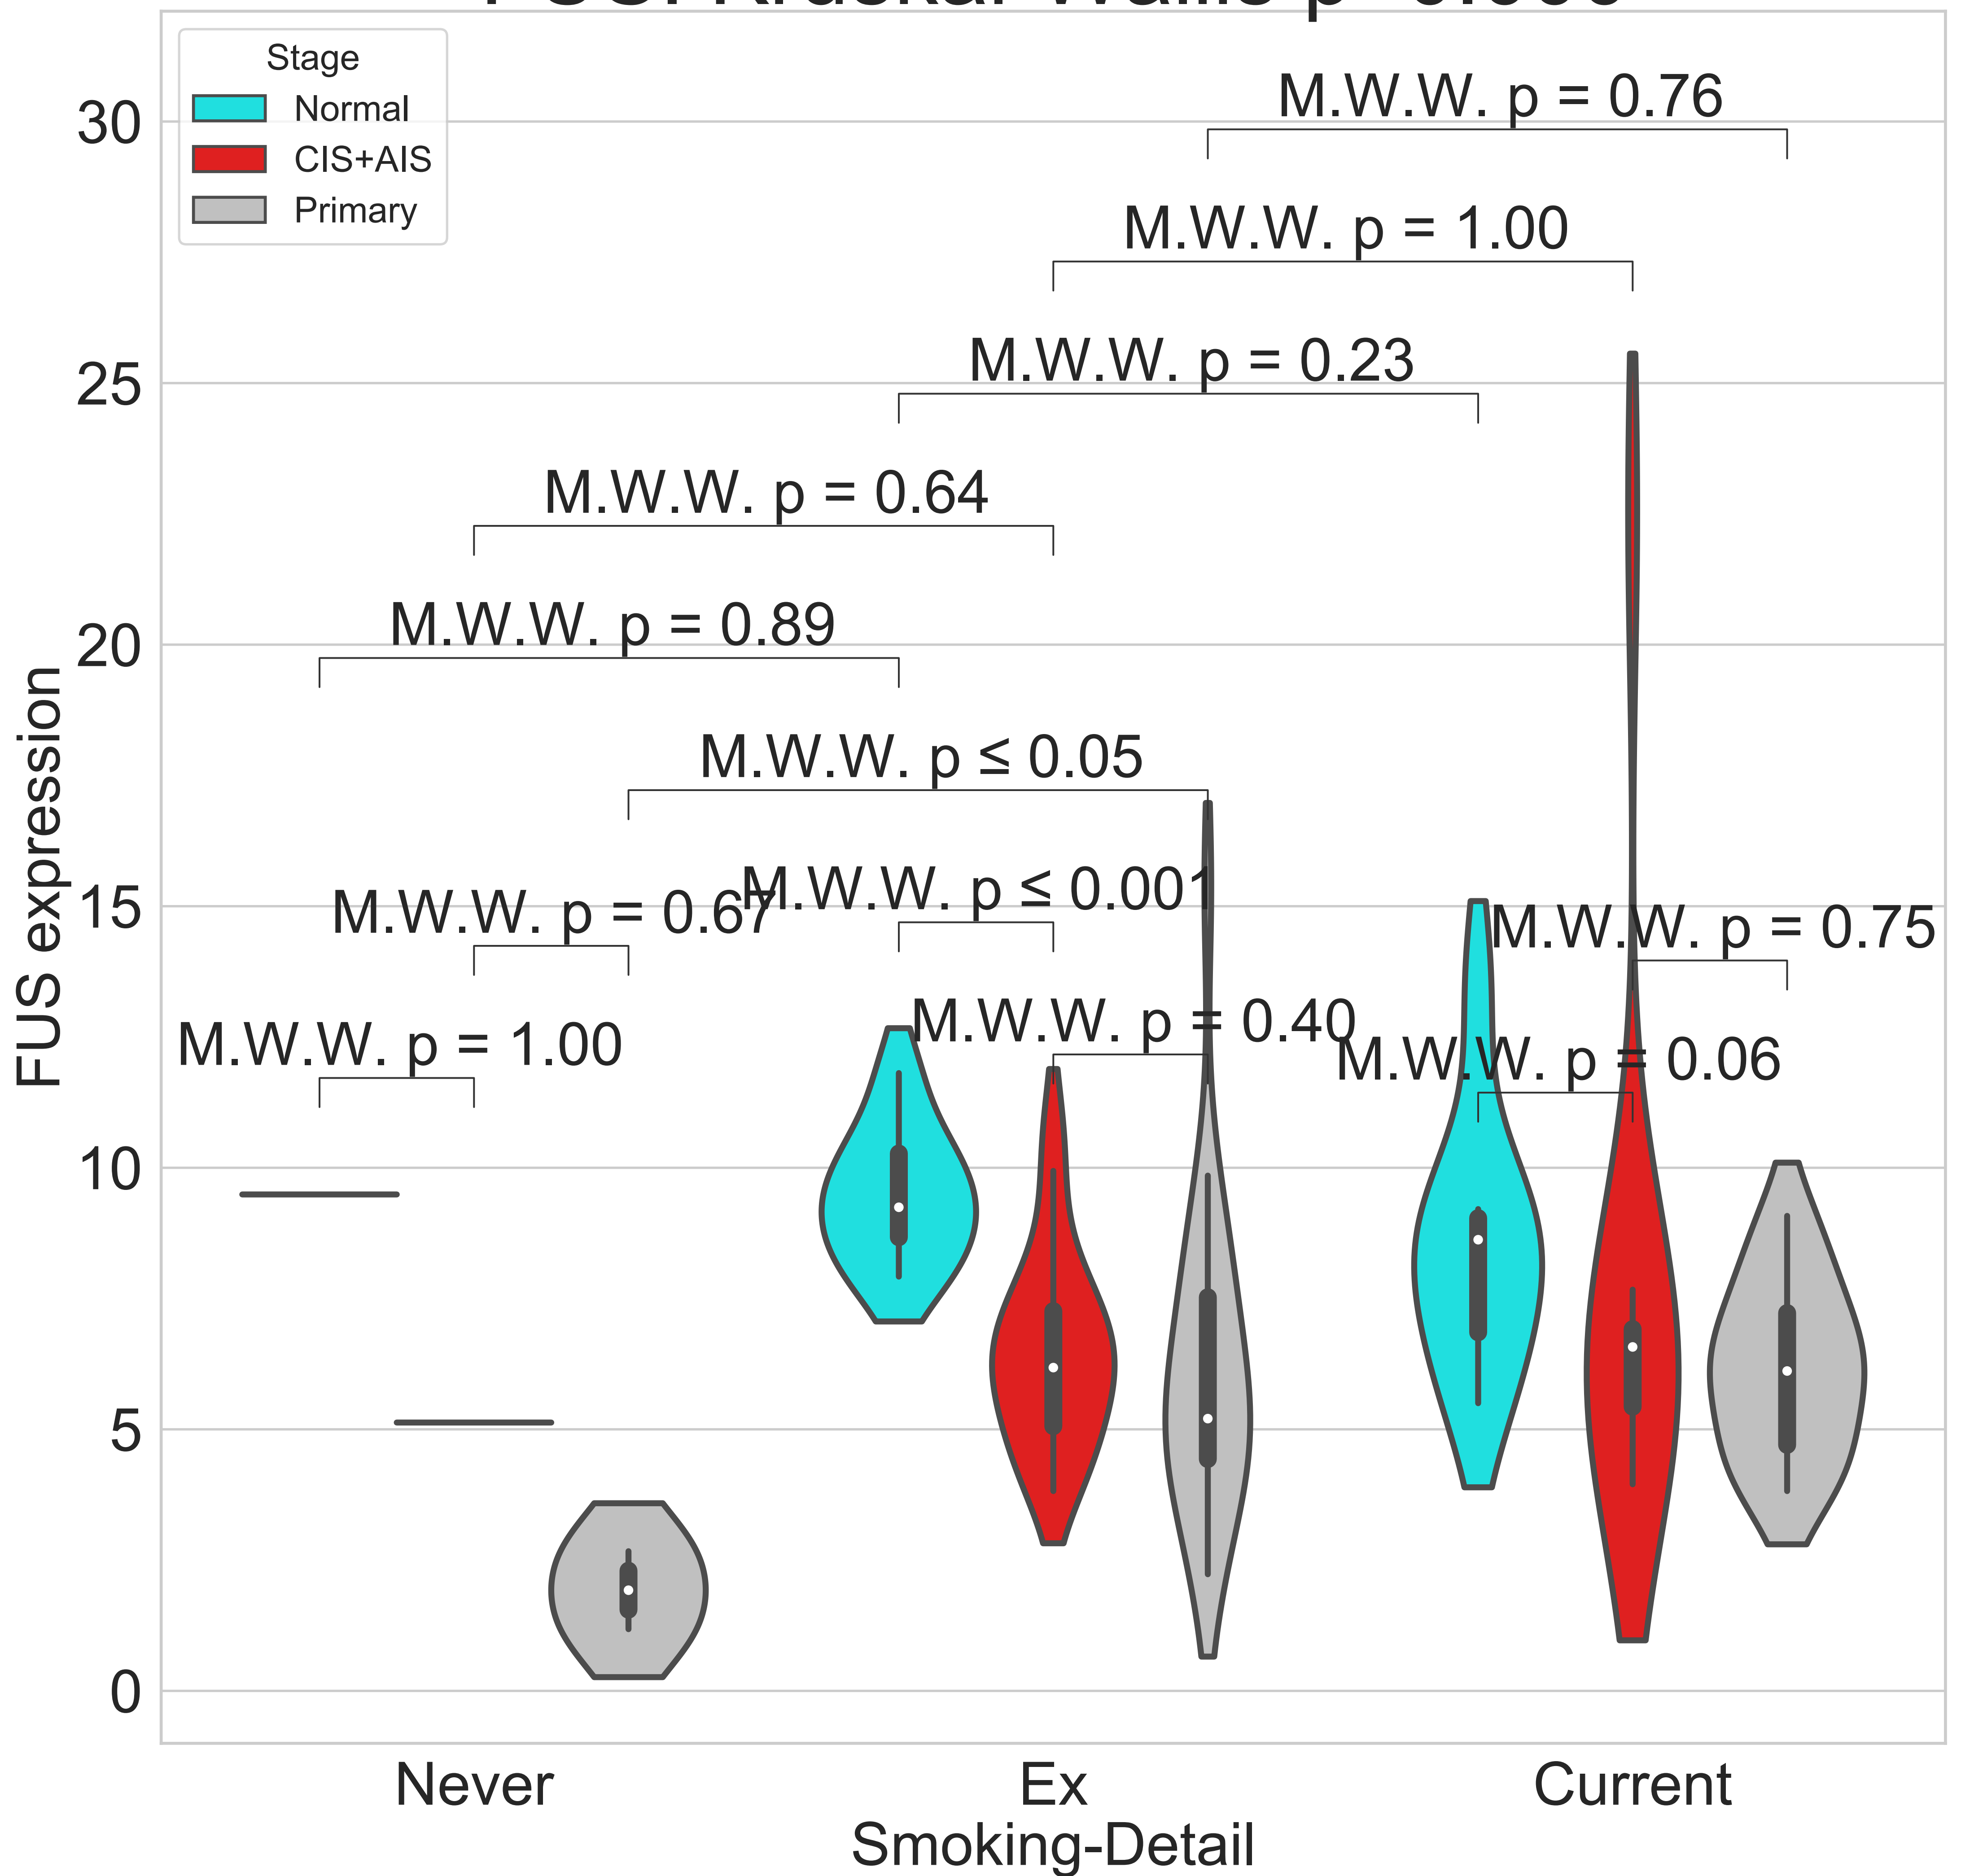 Stage
Normal
CIS+AIS
Primary
M.W.W. p = 0.76
M.W.W. p = 1.00
M.W.W. p = 0.23
M.W.W. p = 0.64
M.W.W. p = 0.89
M.W.W. p ≤ 0.05
M.W.W. p ≤ 0.001
M.W.W. p = 0.67
M.W.W. p = 0.75
M.W.W. p = 0.40
M.W.W. p = 1.00
M.W.W. p = 0.06
30
25
20
15
10
5
0
FUS expression
Never Ex Current
Smoking-Detail